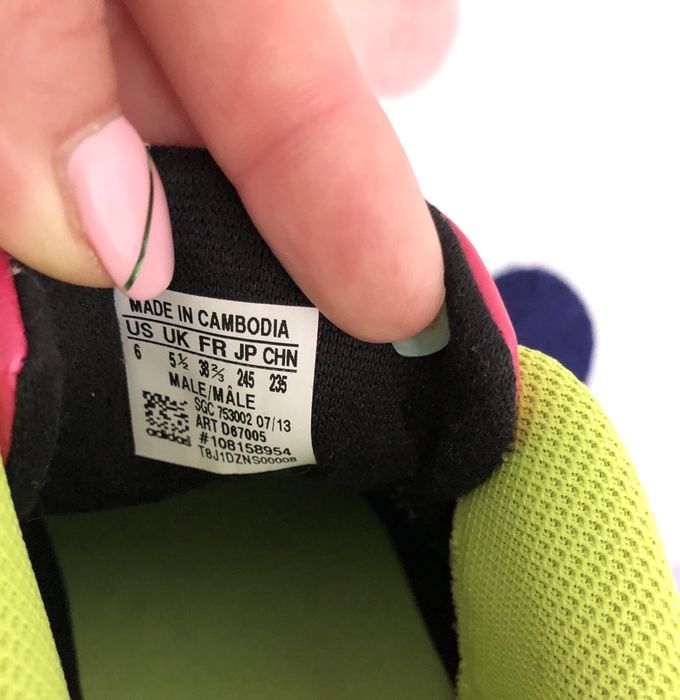 MADE IN CAMBODIA
US UK FR JP CHN
6 5½ 38⅔ 245 235
MALE/MÂLE
SGC 753002 07/13
ART D67005
adidas #108158954
T8J1DZNS00008